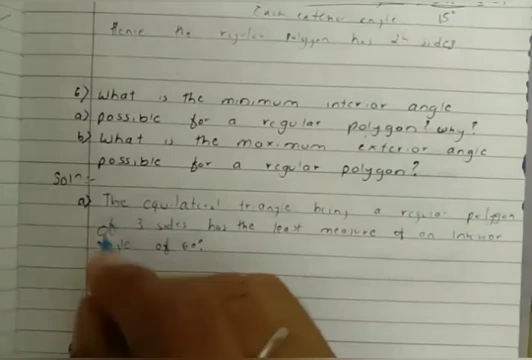 Each exterior angle 15°
Hence the regular polygon has 24 sides
6) What is the minimum interior angle
a) possible for a regular polygon? why?
b) What is the maximum exterior angle
possible for a regular polygon?
Soln:-
a) The equilateral triangle being a regular polygon
of 3 sides has the least measure of an interior
of 60°.